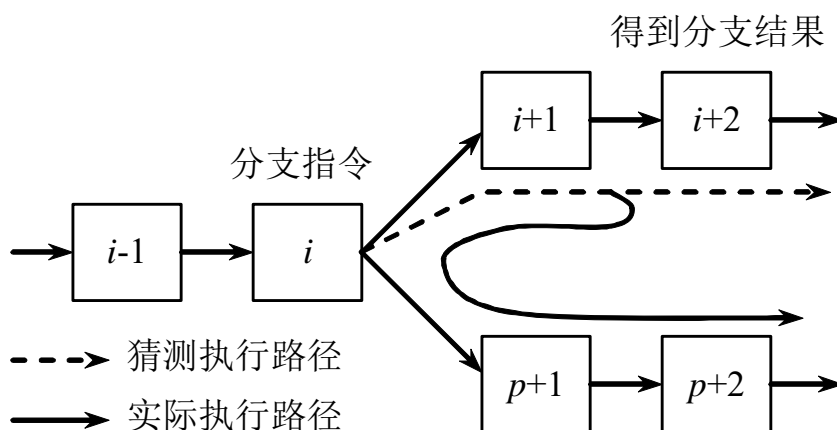 得到分支结果
i+1
i+2
分支指令
i-1
i
猜测执行路径
p+1
p+2
实际执行路径